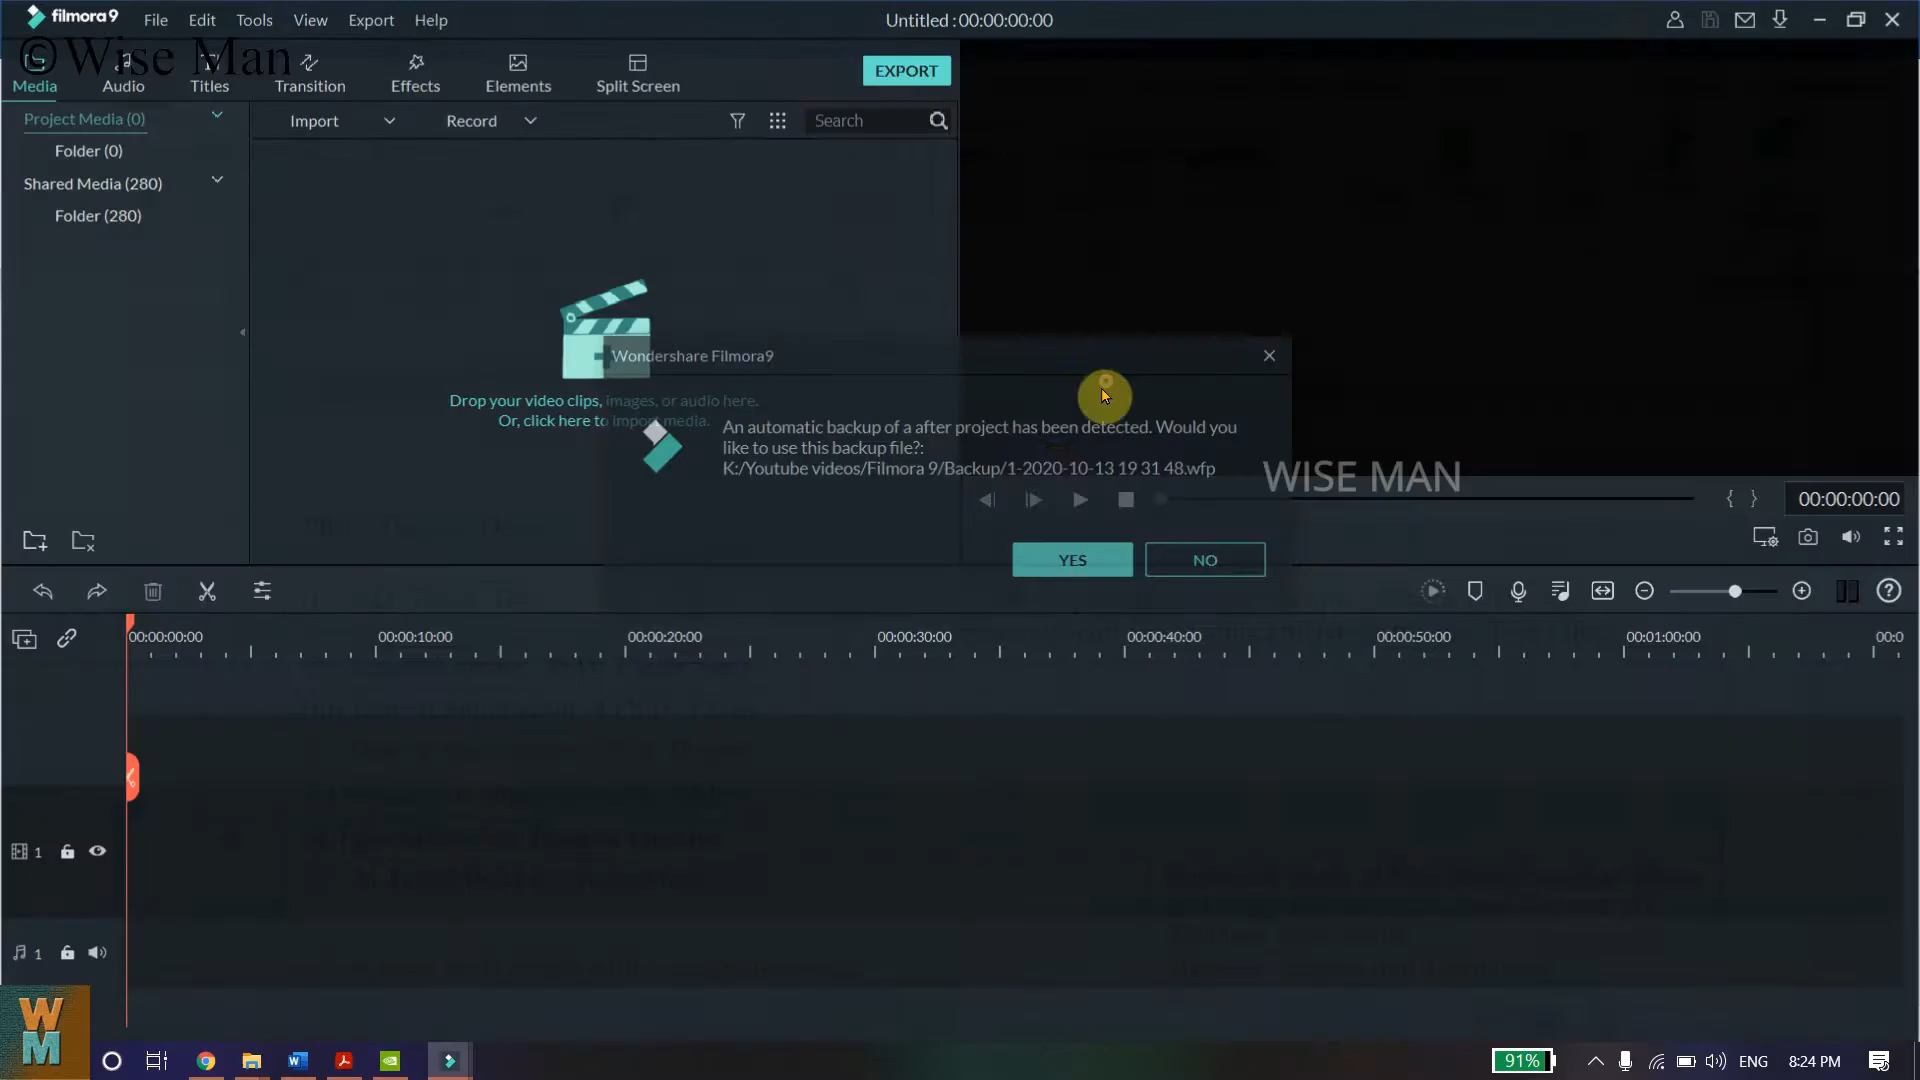 filmora9
File Edit Tools View Export Help
Untitled : 00:00:00:00
©Wise Man
Media Audio Titles Transition Effects Elements Split Screen
EXPORT
Project Media (0)
Import Record Search
Folder (0)
Shared Media (280)
Folder (280)
Wondershare Filmora9
Drop your video clips, images, or audio here.
Or, click here to import media.
An automatic backup of a after project has been detected. Would you
like to use this backup file?:
K:/Youtube videos/Filmora 9/Backup/1-2020-10-13 19 31 48.wfp
WISE MAN
{ } 00:00:00:00
YES NO
00:00:00:00 00:00:10:00 00:00:20:00 00:00:30:00 00:00:40:00 00:00:50:00 00:01:00:00 00:0
1
1
WM
91% ENG 8:24 PM